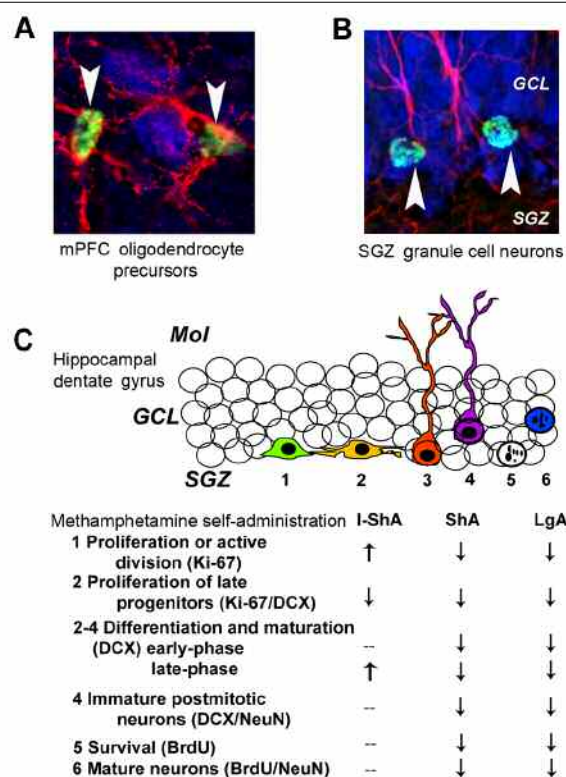 A
B
GCL
SGZ
mPFC oligodendrocyte
precursors
SGZ granule cell neurons
C
Mol
Hippocampal
dentate gyrus
GCL
SGZ
1 2 3 4 5 6
Methamphetamine self-administration I-ShA ShA LgA
1 Proliferation or active
division (Ki-67) ↑ ↓ ↓
2 Proliferation of late
progenitors (Ki-67/DCX) ↓ ↓ ↓
2-4 Differentiation and maturation
(DCX) early-phase -- ↓ ↓
late-phase ↑ ↓ ↓
4 Immature postmitotic
neurons (DCX/NeuN) -- ↓ ↓
5 Survival (BrdU) -- ↓ ↓
6 Mature neurons (BrdU/NeuN) -- ↓ ↓